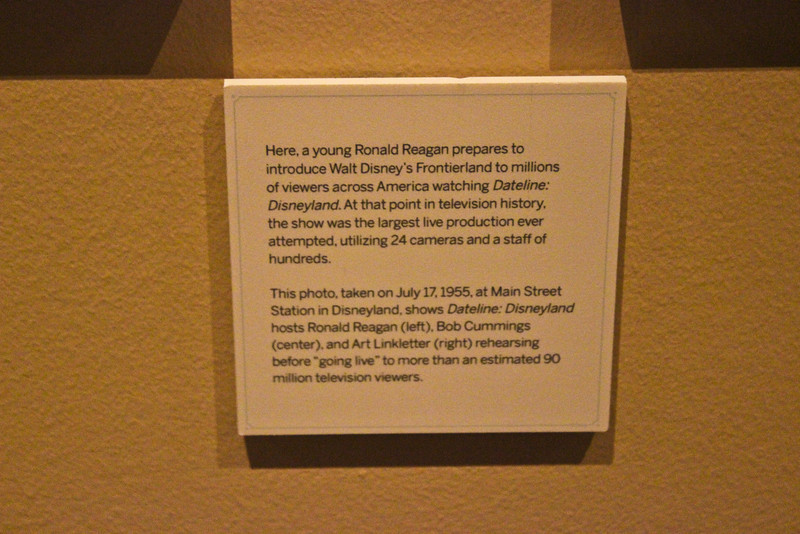 Here, a young Ronald Reagan prepares to
introduce Walt Disney's Frontierland to millions
of viewers across America watching Dateline:
Disneyland. At that point in television history,
the show was the largest live production ever
attempted, utilizing 24 cameras and a staff of
hundreds.
This photo, taken on July 17, 1955, at Main Street
Station in Disneyland, shows Dateline: Disneyland
hosts Ronald Reagan (left), Bob Cummings
(center), and Art Linkletter (right) rehearsing
before "going live" to more than an estimated 90
million television viewers.